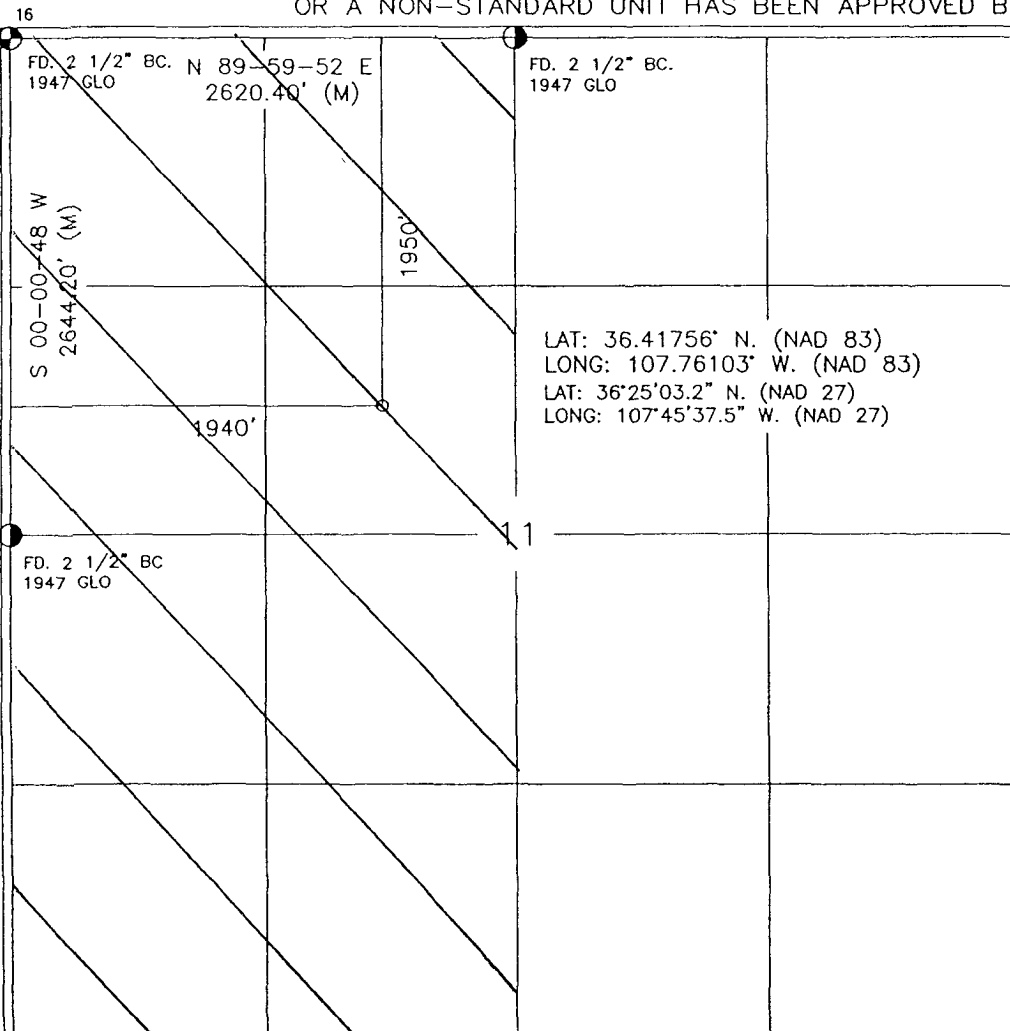 OR A NON-STANDARD UNIT HAS BEEN APPROVED B
16
FD. 2 1/2" BC.
1947 GLO
N 89-59-52 E
2620.40' (M)
FD. 2 1/2" BC.
1947 GLO
S 00-00-48 W
2644.20' (M)
1950'
LAT: 36.41756° N. (NAD 83)
LONG: 107.76103° W. (NAD 83)
LAT: 36°25'03.2" N. (NAD 27)
LONG: 107°45'37.5" W. (NAD 27)
1940'
11
FD. 2 1/2" BC
1947 GLO